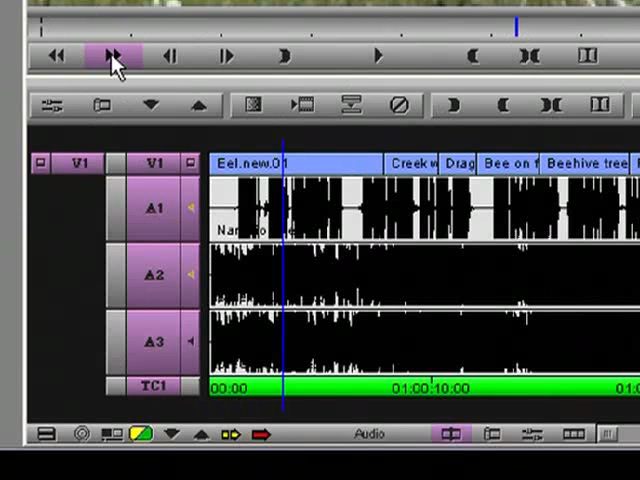 V1 V1 Eel.new.01 Creek w Drag Bee on f Beehive tree
A1
A2
A3
TC1 00:00 01:00:10:00 01:0
Audio